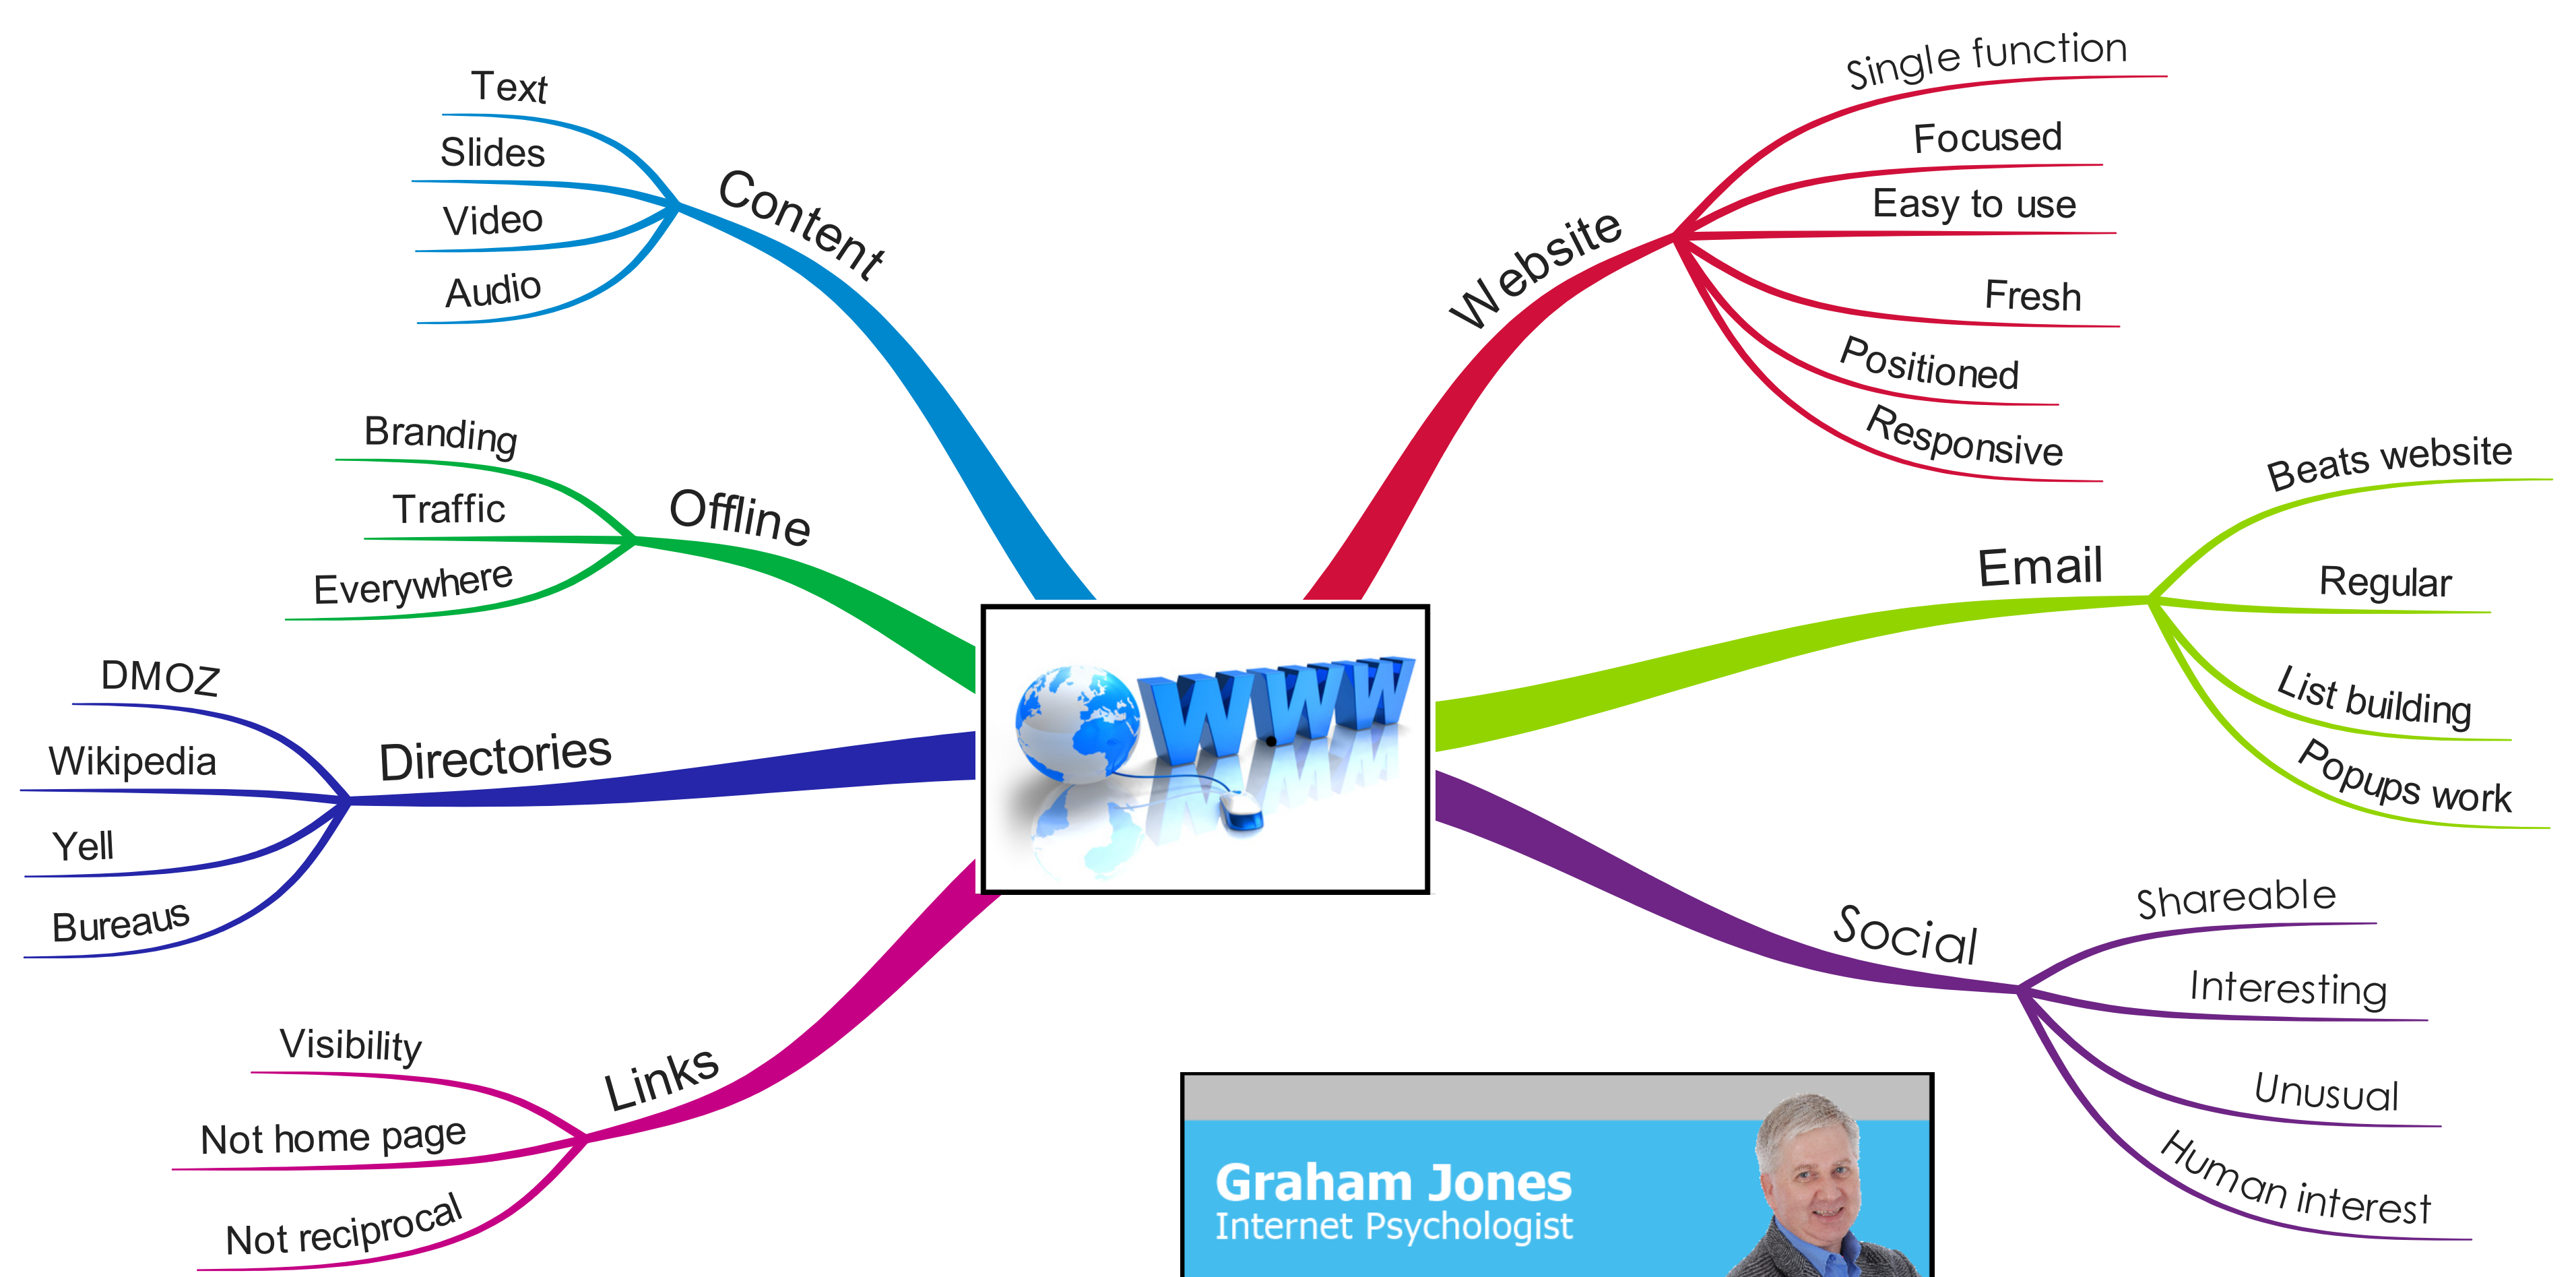 Content
Text
Slides
Video
Audio
Offline
Branding
Traffic
Everywhere
Directories
DMOZ
Wikipedia
Yell
Bureaus
Links
Visibility
Not home page
Not reciprocal
www
Website
Single function
Focused
Easy to use
Fresh
Positioned
Responsive
Email
Beats website
Regular
List building
Popups work
Social
Shareable
Interesting
Unusual
Human interest
Graham Jones
Internet Psychologist